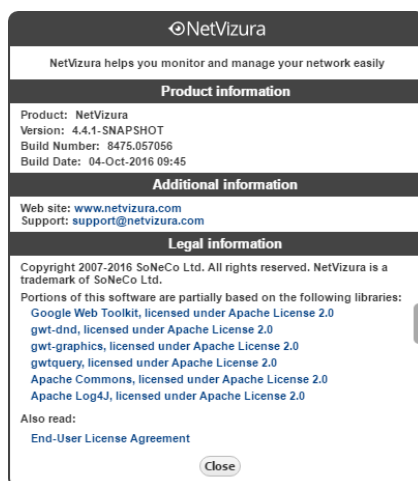 NetVizura
NetVizura helps you monitor and manage your network easily
Product information
Product: NetVizura
Version: 4.4.1-SNAPSHOT
Build Number: 8475.057056
Build Date: 04-Oct-2016 09:45
Additional information
Web site: www.netvizura.com
Support: support@netvizura.com
Legal information
Copyright 2007-2016 SoNeCo Ltd. All rights reserved. NetVizura is a
trademark of SoNeCo Ltd.
Portions of this software are partially based on the following libraries:
Google Web Toolkit, licensed under Apache License 2.0
gwt-dnd, licensed under Apache License 2.0
gwt-graphics, licensed under Apache License 2.0
gwtquery, licensed under Apache License 2.0
Apache Commons, licensed under Apache License 2.0
Apache Log4J, licensed under Apache License 2.0
Also read:
End-User License Agreement
Close